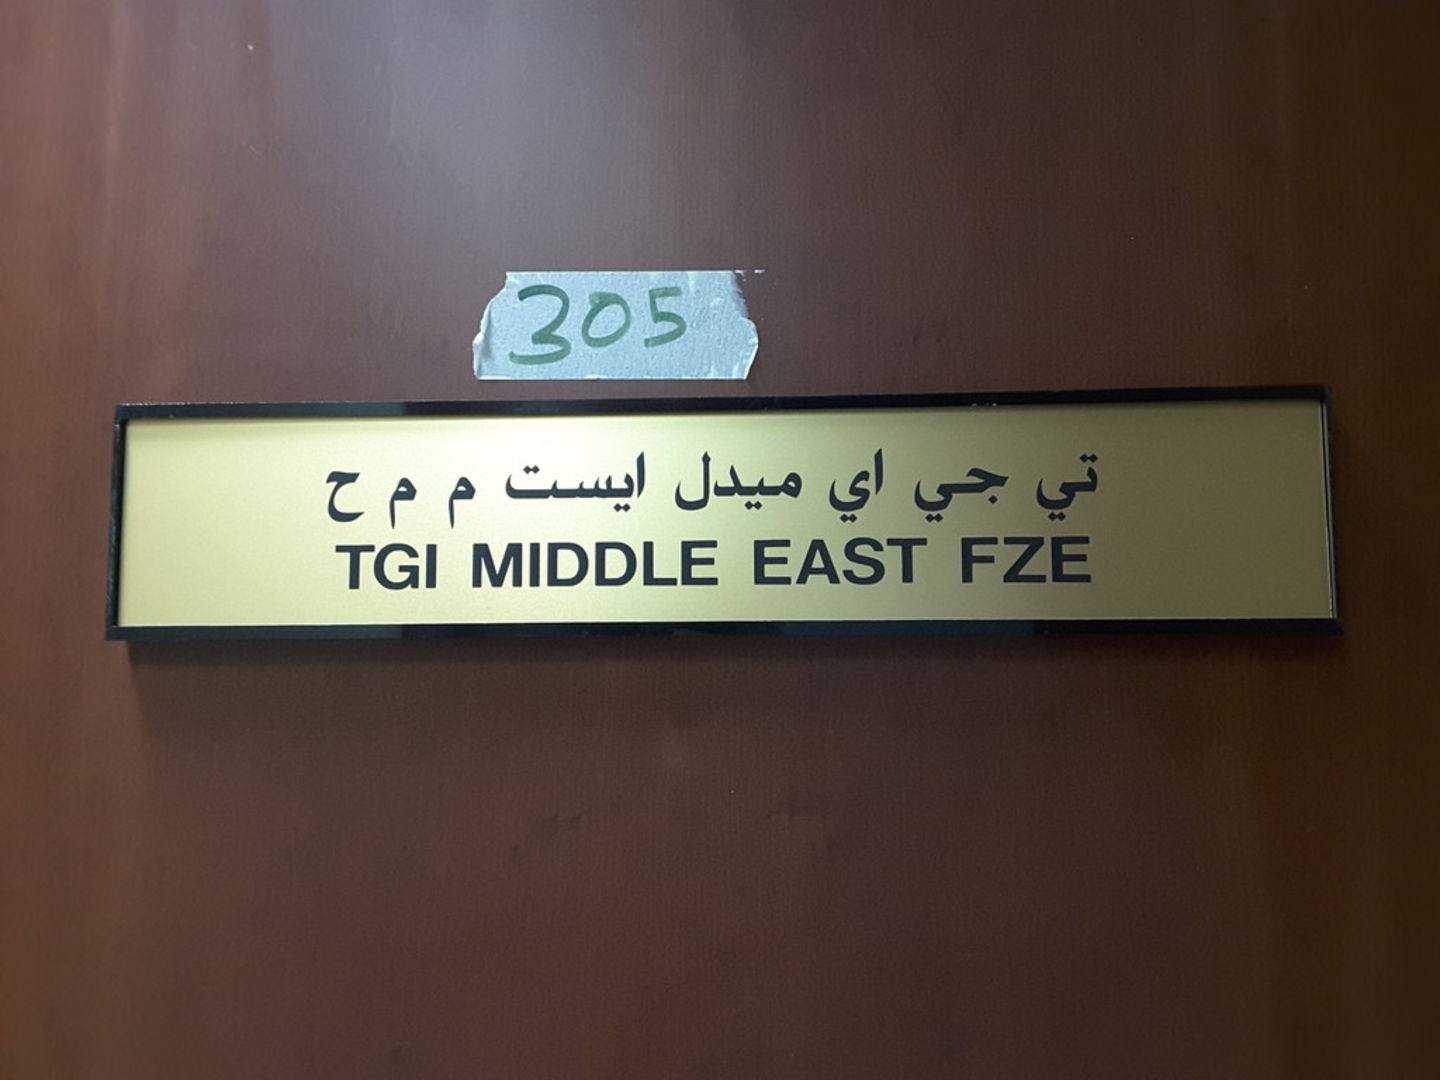 305
تي جي اي ميدل ايست م م ح
TGI MIDDLE EAST FZE